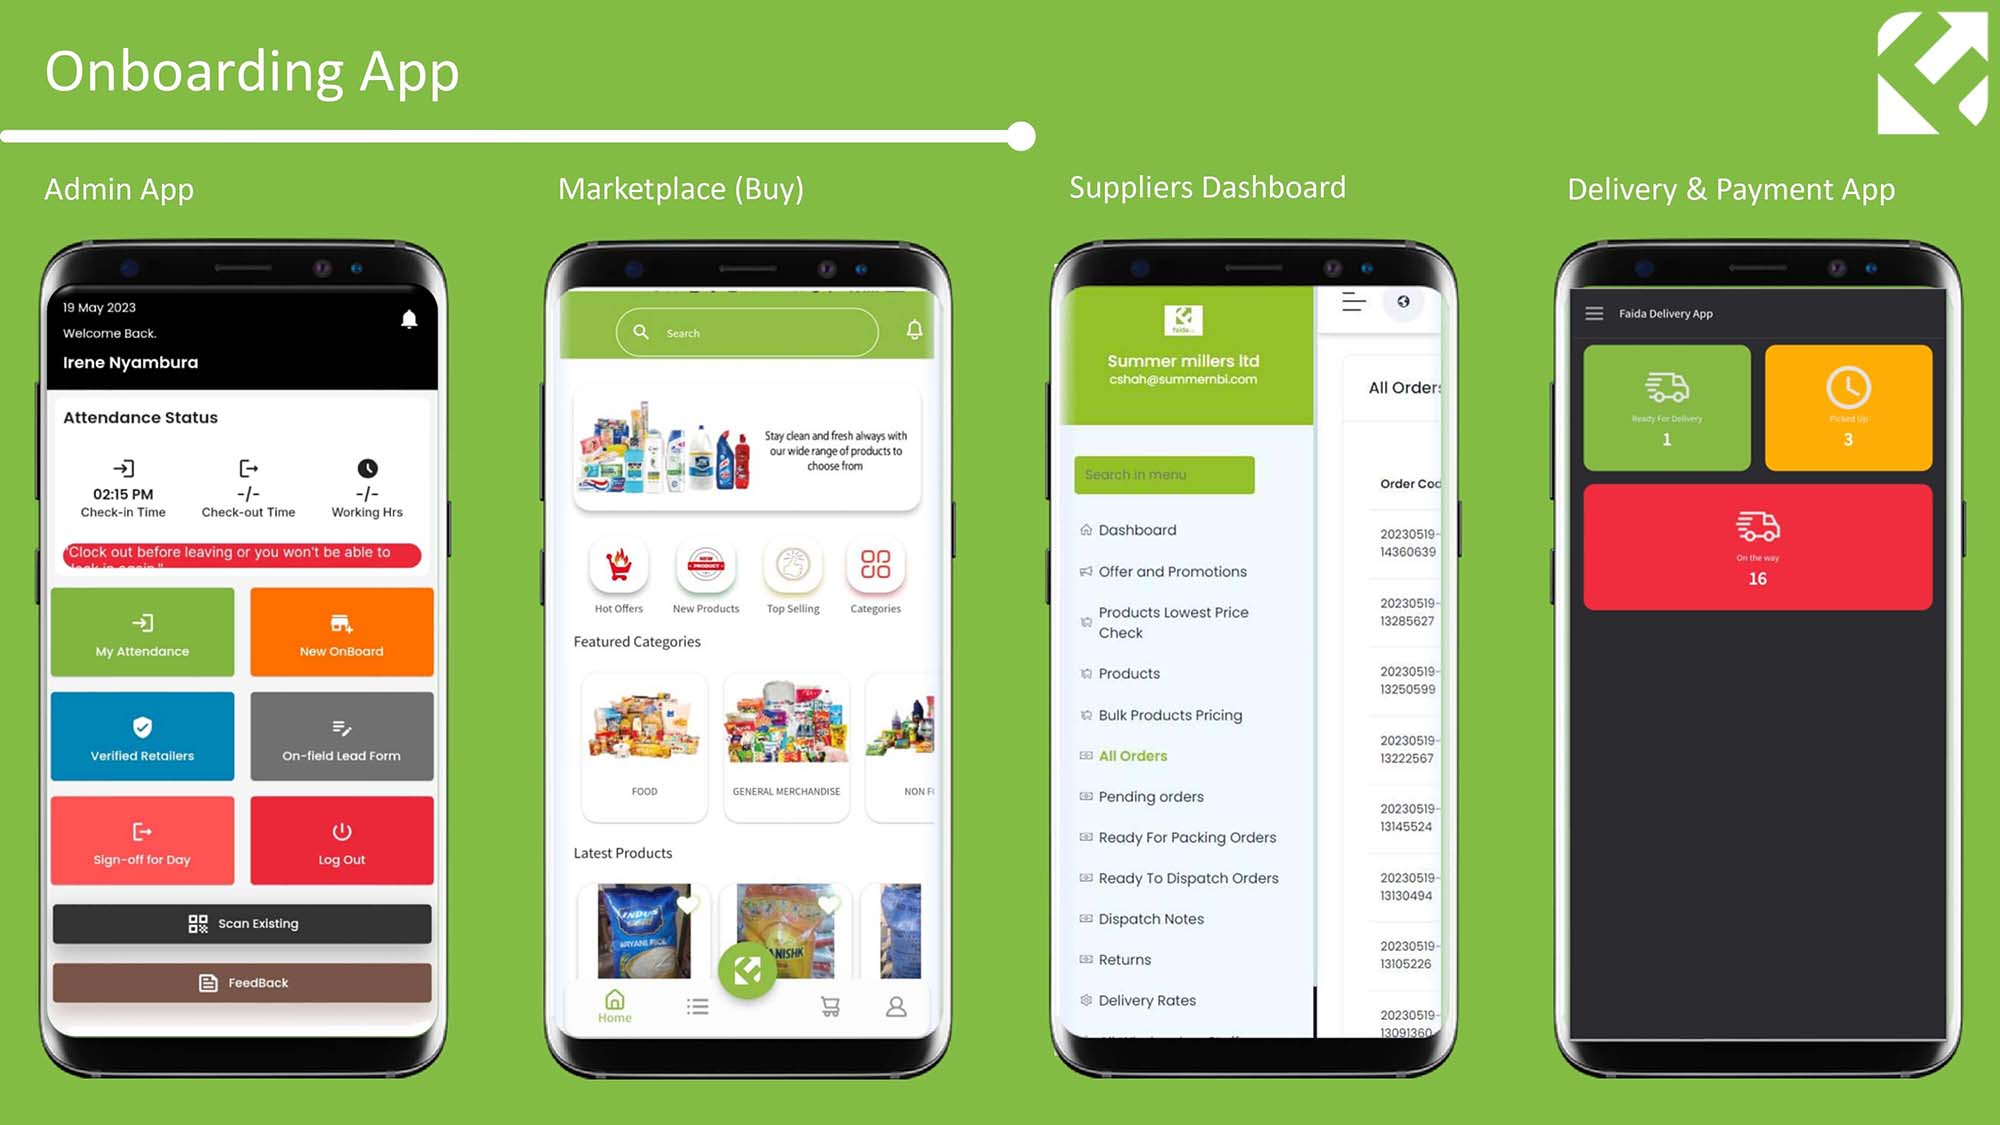 Onboarding App
Admin App
19 May 2023
Welcome Back.
Irene Nyambura
Attendance Status
02:15 PM
Check-in Time
-/-
Check-out Time
-/-
Working Hrs
"Clock out before leaving or you won't be able to
My Attendance
New OnBoard
Verified Retailers
On-field Lead Form
Sign-off for Day
Log Out
Scan Existing
FeedBack
Marketplace (Buy)
Search
Stay clean and fresh always with
our wide range of products to
choose from
NEW
PRODUCT
Hot Offers
New Products
Top Selling
Categories
Featured Categories
FOOD
GENERAL MERCHANDISE
NON F
Latest Products
INDUS
ARYANI RICE
ANISHK
Home
Suppliers Dashboard
faida
Summer millers ltd
cshah@summernbi.com
Search in menu
Dashboard
Offer and Promotions
Products Lowest Price
Check
Products
Bulk Products Pricing
All Orders
Pending orders
Ready For Packing Orders
Ready To Dispatch Orders
Dispatch Notes
Returns
Delivery Rates
All Orders
Order Cod
20230519-
14360639
20230519-
13285627
20230519-
13250599
20230519-
13222567
20230519-
13145524
20230519-
13130494
20230519-
13105226
20230519-
13091360
Delivery & Payment App
Faida Delivery App
Ready For Delivery
1
Picked Up
3
On the way
16